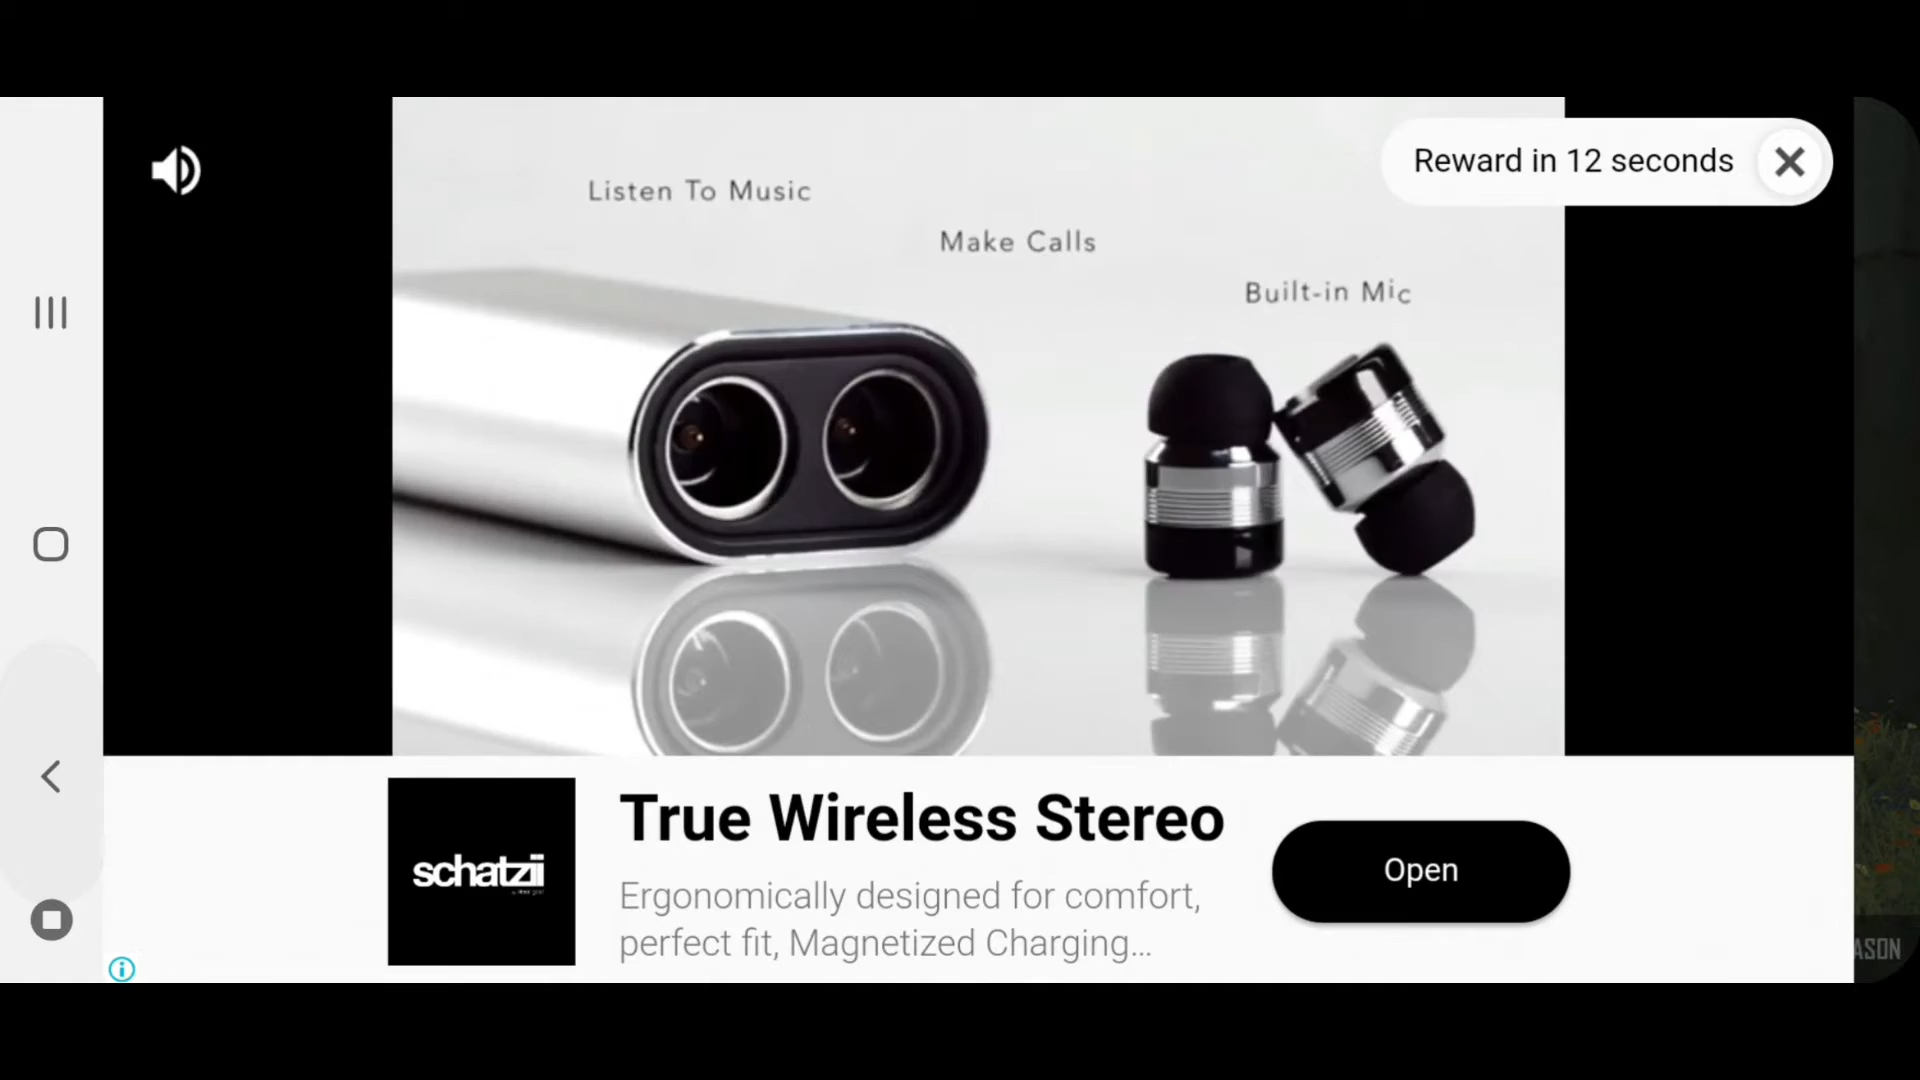 Reward in 12 seconds
Listen To Music
Make Calls
Built-in Mic
schatzii
True Wireless Stereo
Ergonomically designed for comfort,
perfect fit, Magnetized Charging...
Open
ASON